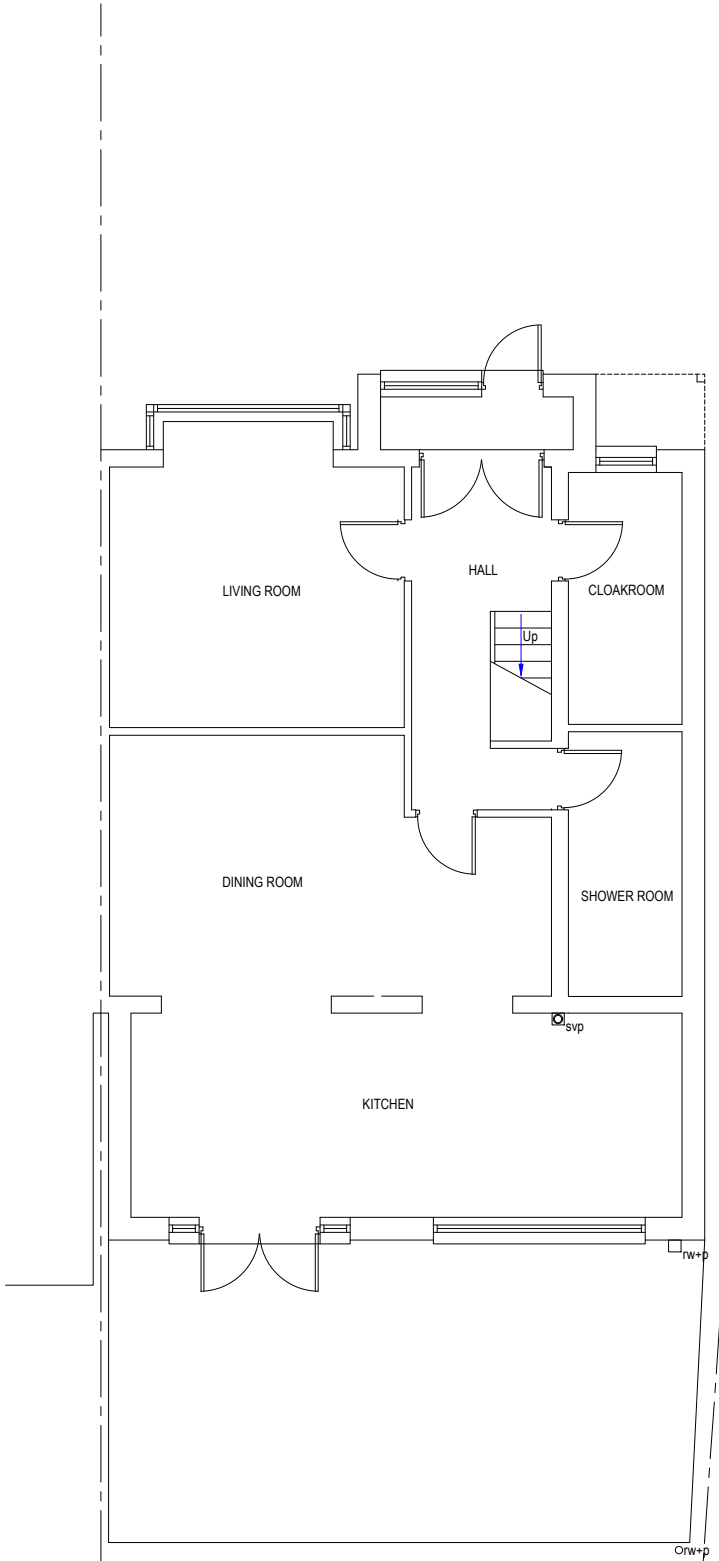 HALL
LIVING ROOM
CLOAKROOM
Up
DINING ROOM
SHOWER ROOM
svp
KITCHEN
rw+p
rw+p